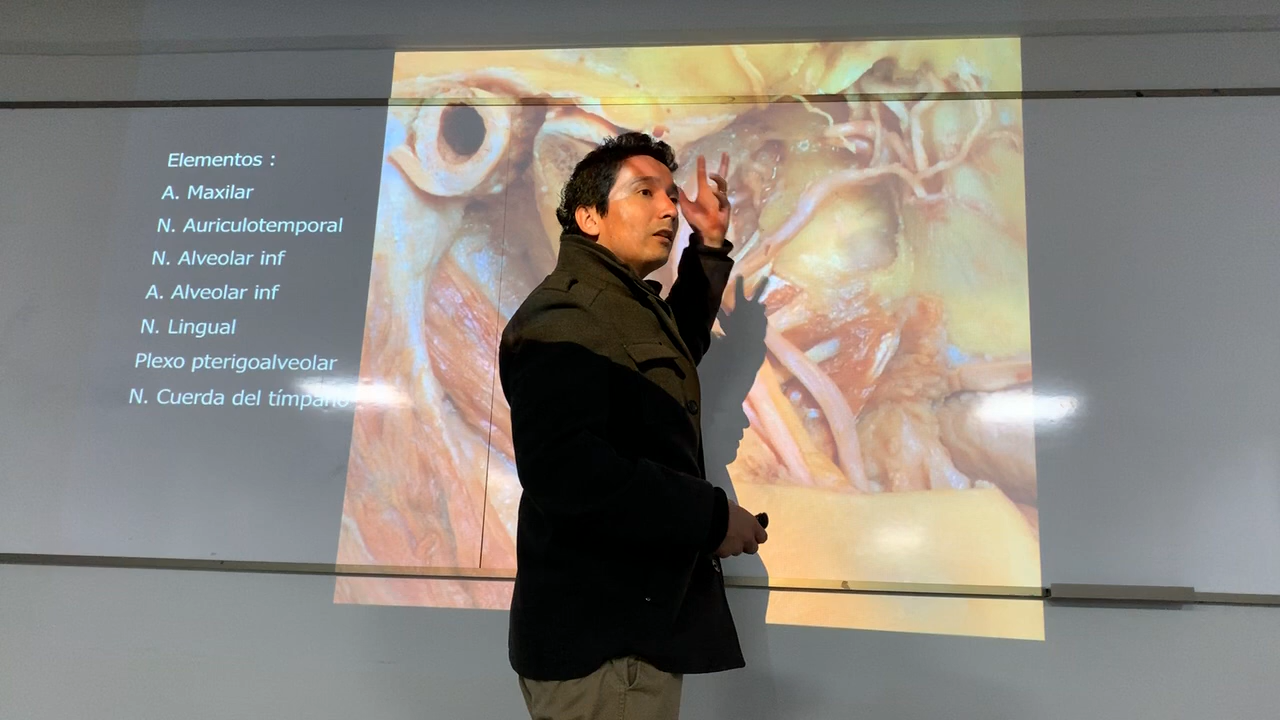 Elementos :
A. Maxilar
N. Auriculotemporal
N. Alveolar inf
A. Alveolar inf
N. Lingual
Plexo pterigoalveolar
N. Cuerda del tímpano